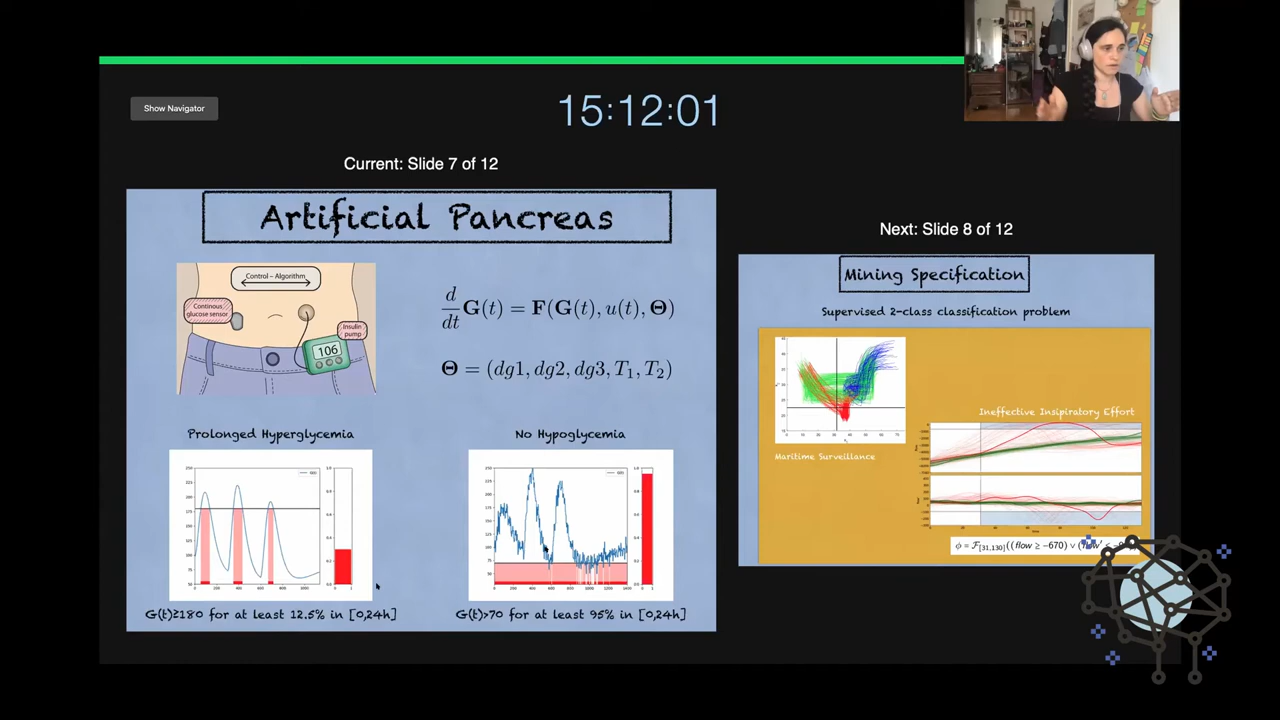 Show Navigator
15:12:01
Current: Slide 7 of 12
Artificial Pancreas
Control – Algorithm
Continous
glucose sensor
Insulin
pump
106
d/dt G(t) = F(G(t), u(t), Θ)
Θ = (dg1, dg2, dg3, T₁, T₂)
Prolonged Hyperglycemia
No Hypoglycemia
G(t)≥180 for at least 12.5% in [0,24h]
G(t)>70 for at least 95% in [0,24h]
Next: Slide 8 of 12
Mining Specification
Supervised 2-class classification problem
Maritime Surveillance
Ineffective Insipiratory Effort